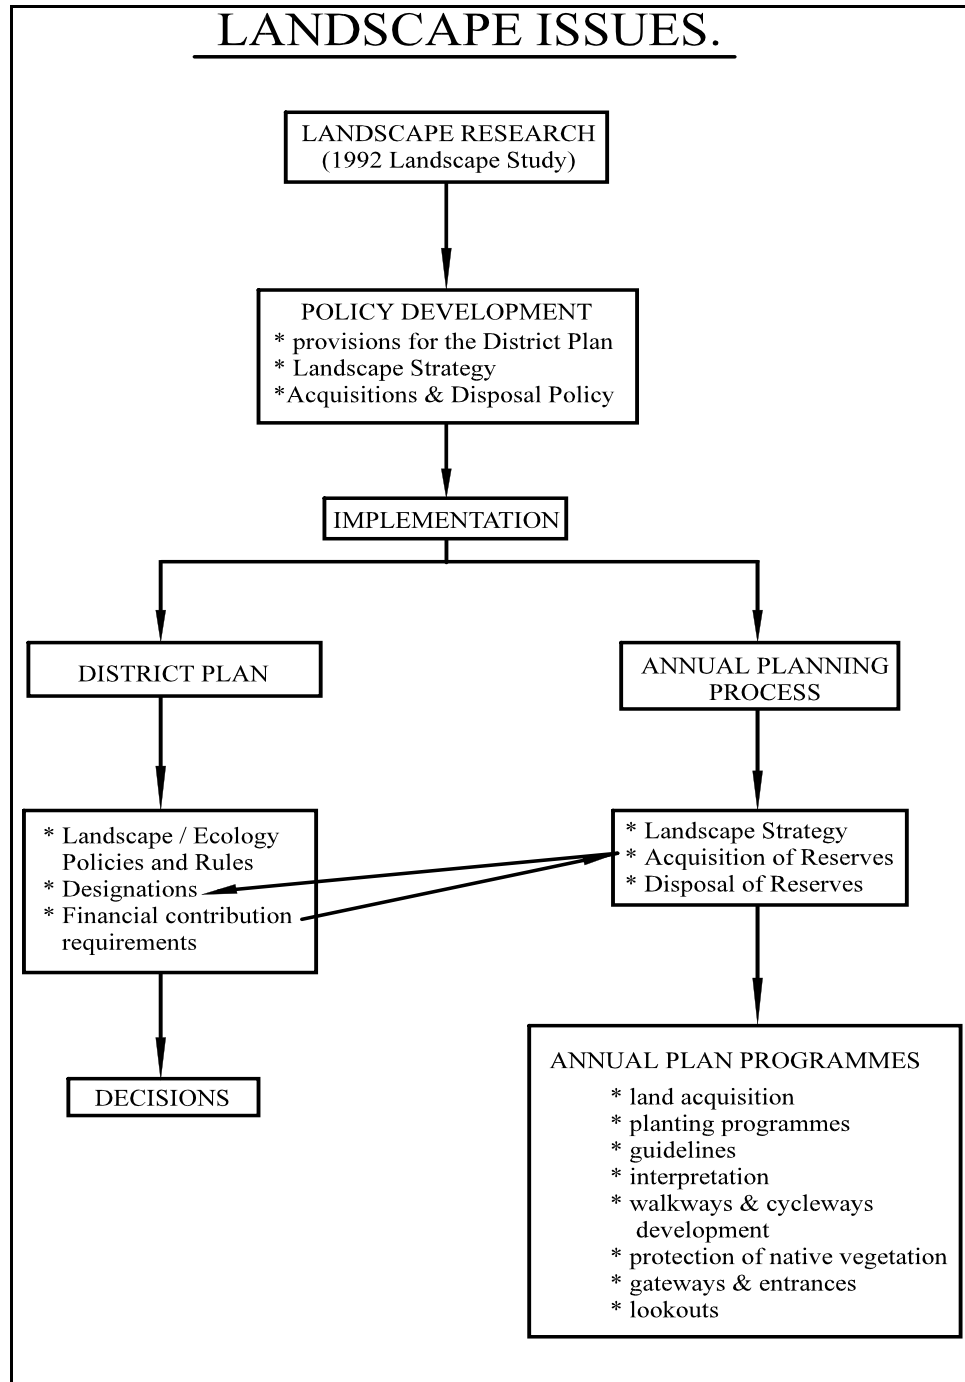 LANDSCAPE ISSUES.
LANDSCAPE RESEARCH
(1992 Landscape Study)
POLICY DEVELOPMENT
* provisions for the District Plan
* Landscape Strategy
*Acquisitions & Disposal Policy
IMPLEMENTATION
DISTRICT PLAN
ANNUAL PLANNING
PROCESS
* Landscape / Ecology
Policies and Rules
* Designations
* Financial contribution
requirements
* Landscape Strategy
* Acquisition of Reserves
* Disposal of Reserves
DECISIONS
ANNUAL PLAN PROGRAMMES
* land acquisition
* planting programmes
* guidelines
* interpretation
* walkways & cycleways
development
* protection of native vegetation
* gateways & entrances
* lookouts